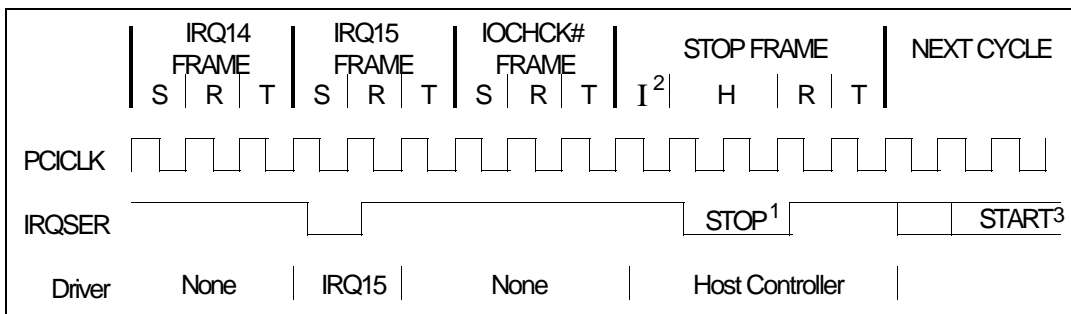 IRQ14 FRAME
IRQ15 FRAME
IOCHCK# FRAME
STOP FRAME
NEXT CYCLE
S R T S R T S R T I² H R T
PCICLK
IRQSER STOP¹ START³
Driver None IRQ15 None Host Controller